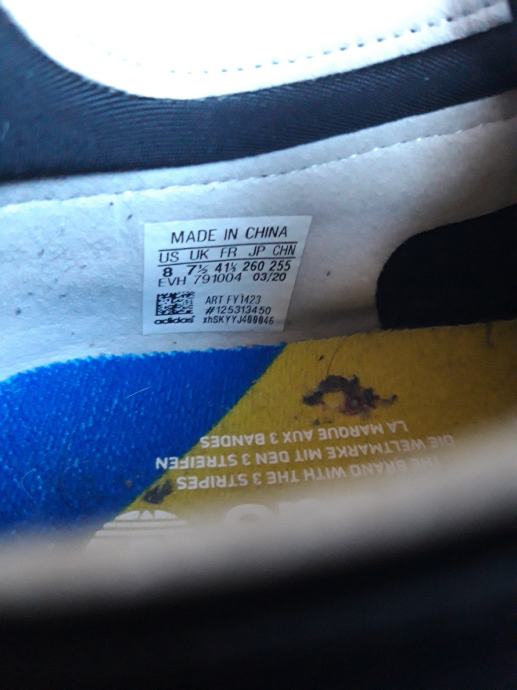 MADE IN CHINA
US UK FR JP CHN
8 7½ 41⅓ 260 255
EVH 791004 03/20
ART FY1423
#125313450
adidas xhSKYYJ400046
THE BRAND WITH THE 3 STRIPES
DIE WELTMARKE MIT DEN 3 STREIFEN
LA MARQUE AUX 3 BANDES